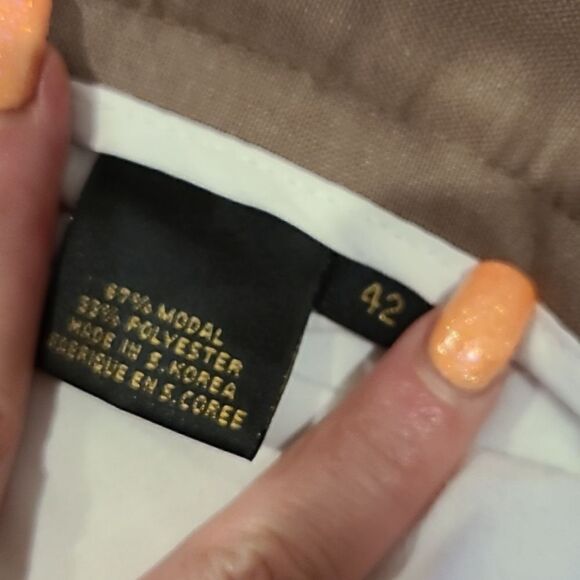 67% MODAL
33% POLYESTER
MADE IN S. KOREA
FABRIQUE EN S. COREE
42